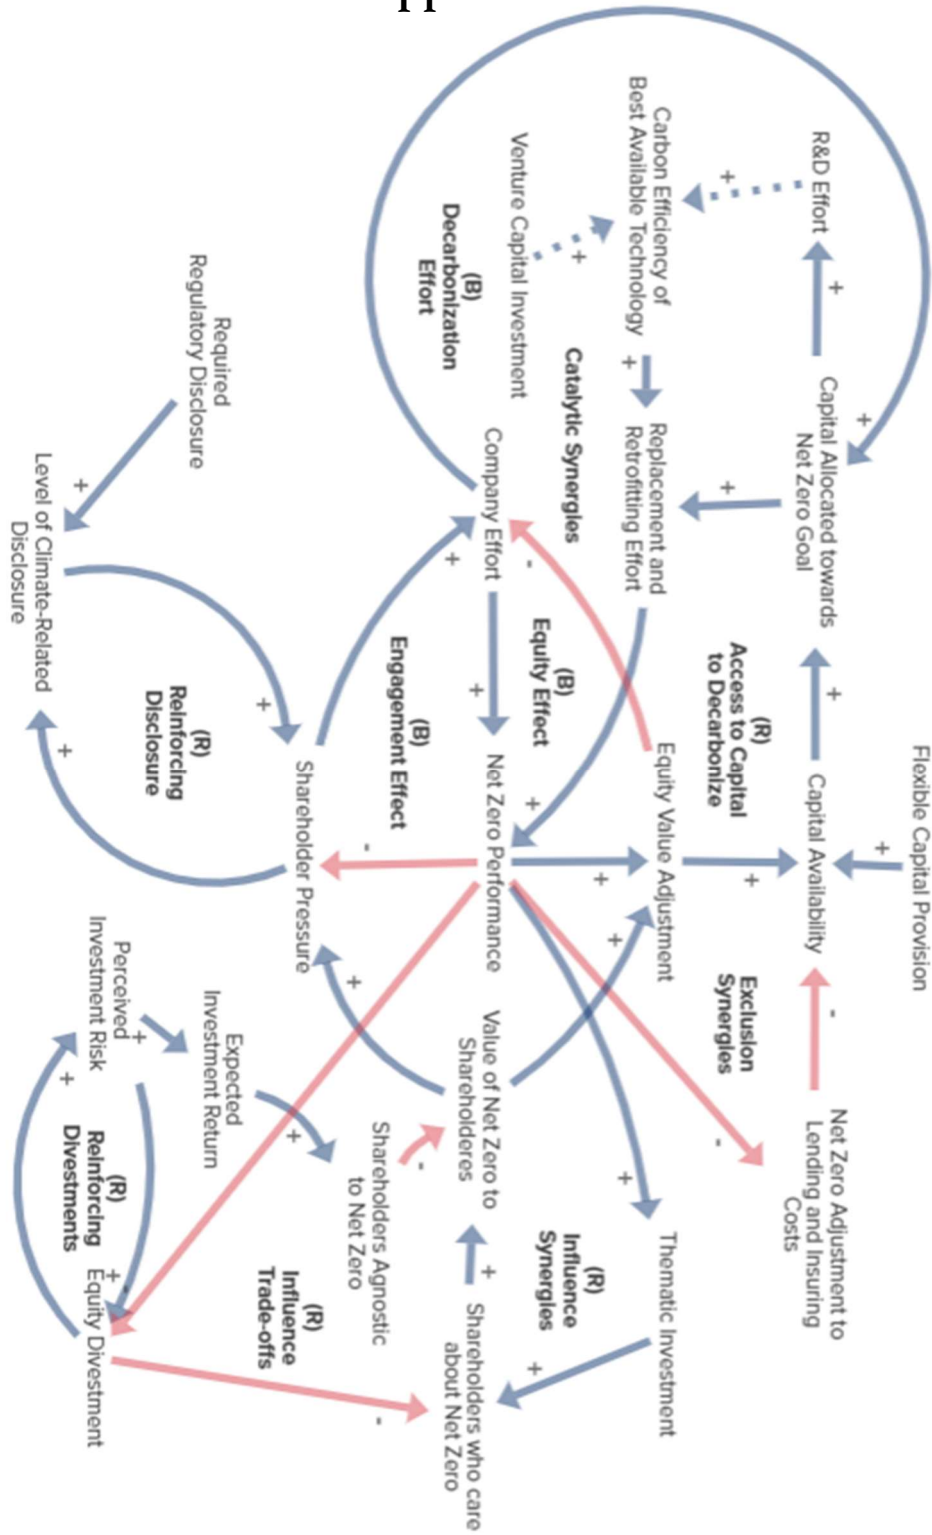 Flexible Capital Provision
+
R&D Effort
+
Capital Allocated towards
Net Zero Goal
+
+
Capital Availability
-
Net Zero Adjustment to
Lending and Insuring
Costs
+
+
(R)
Access to Capital
to Decarbonize
+
Exclusion
Synergies
-
Carbon Efficiency of
Best Available Technology
+
Replacement and
Retrofitting Effort
Equity Value Adjustment
Thematic Investment
+
+
+
Catalytic Synergies
-
(B)
Equity Effect
+
(R)
Influence
Synergies
+
Venture Capital Investment
Company Effort
+
Net Zero Performance
Value of Net Zero to
Shareholderes
+
Shareholders who care
about Net Zero
(B)
Decarbonization
Effort
+
(B)
Engagement Effect
-
+
-
Shareholders Agnostic
to Net Zero
-
Shareholder Pressure
+
+
(R)
Influence
Trade-offs
Required
Regulatory Disclosure
(R)
Reinforcing
Disclosure
Expected
Investment Return
+
Perceived
Investment Risk
+
(R)
Reinforcing
Divestments
+
-
Equity Divestment
+
+
Level of Climate-Related
Disclosure